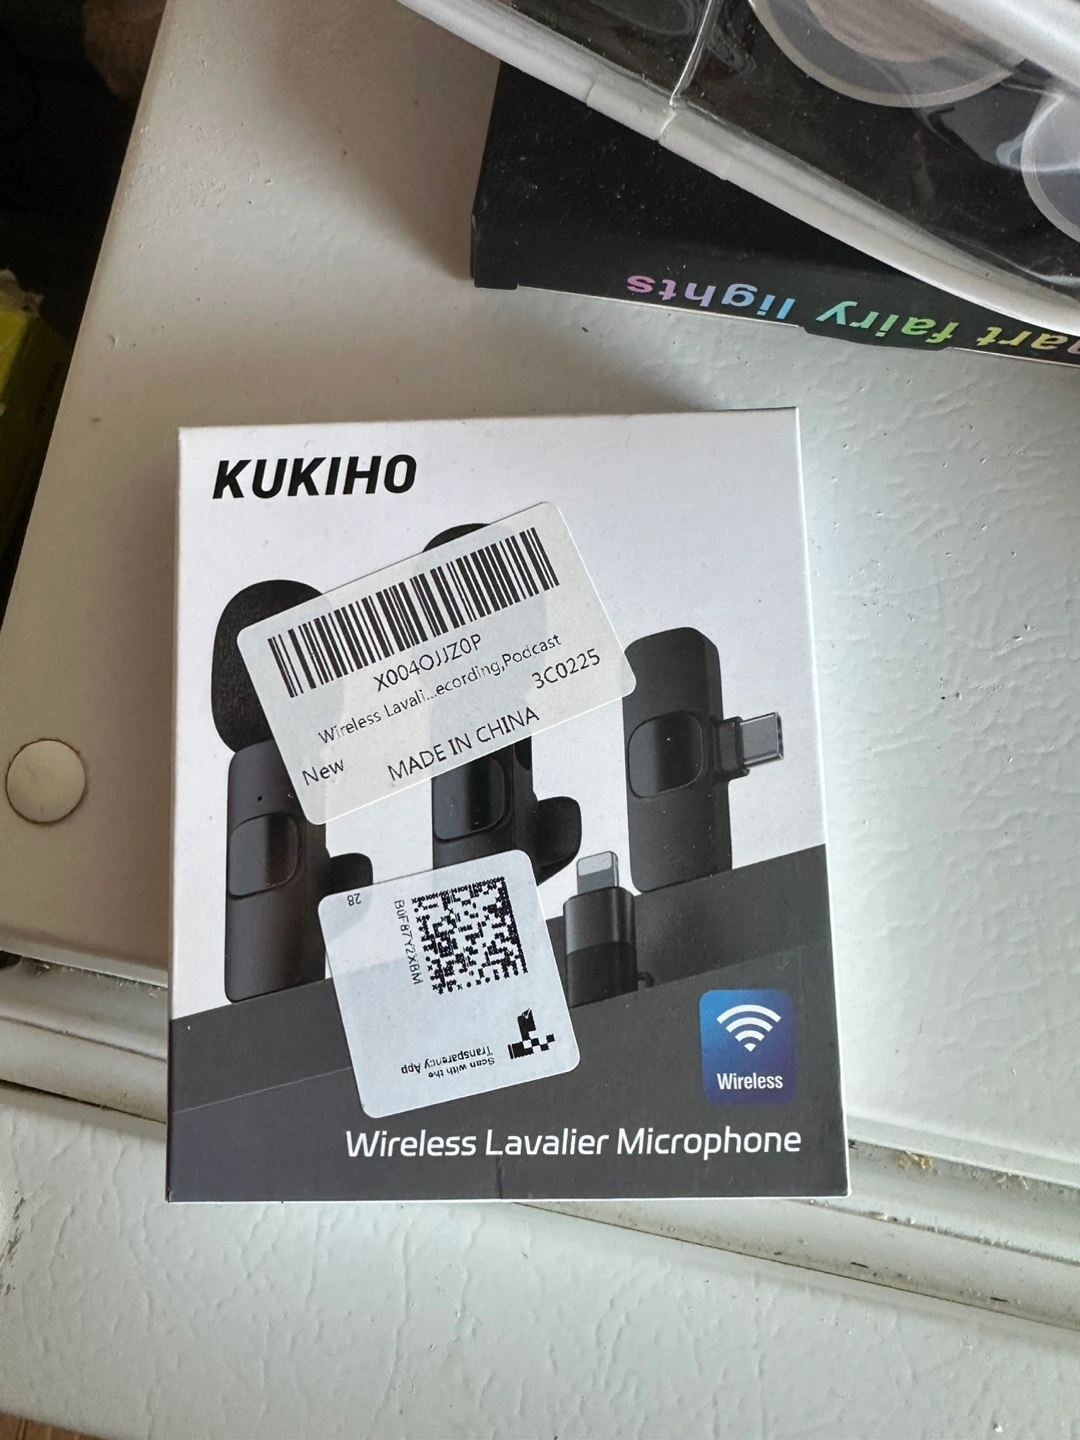 art fairy lights
KUKIHO
X004OJJZ0P
Wireless Lavali...ecording,Podcast
New
3C0225
MADE IN CHINA
28
B0F87Y2XBM
Scan with the
Transparency App
Wireless
Wireless Lavalier Microphone